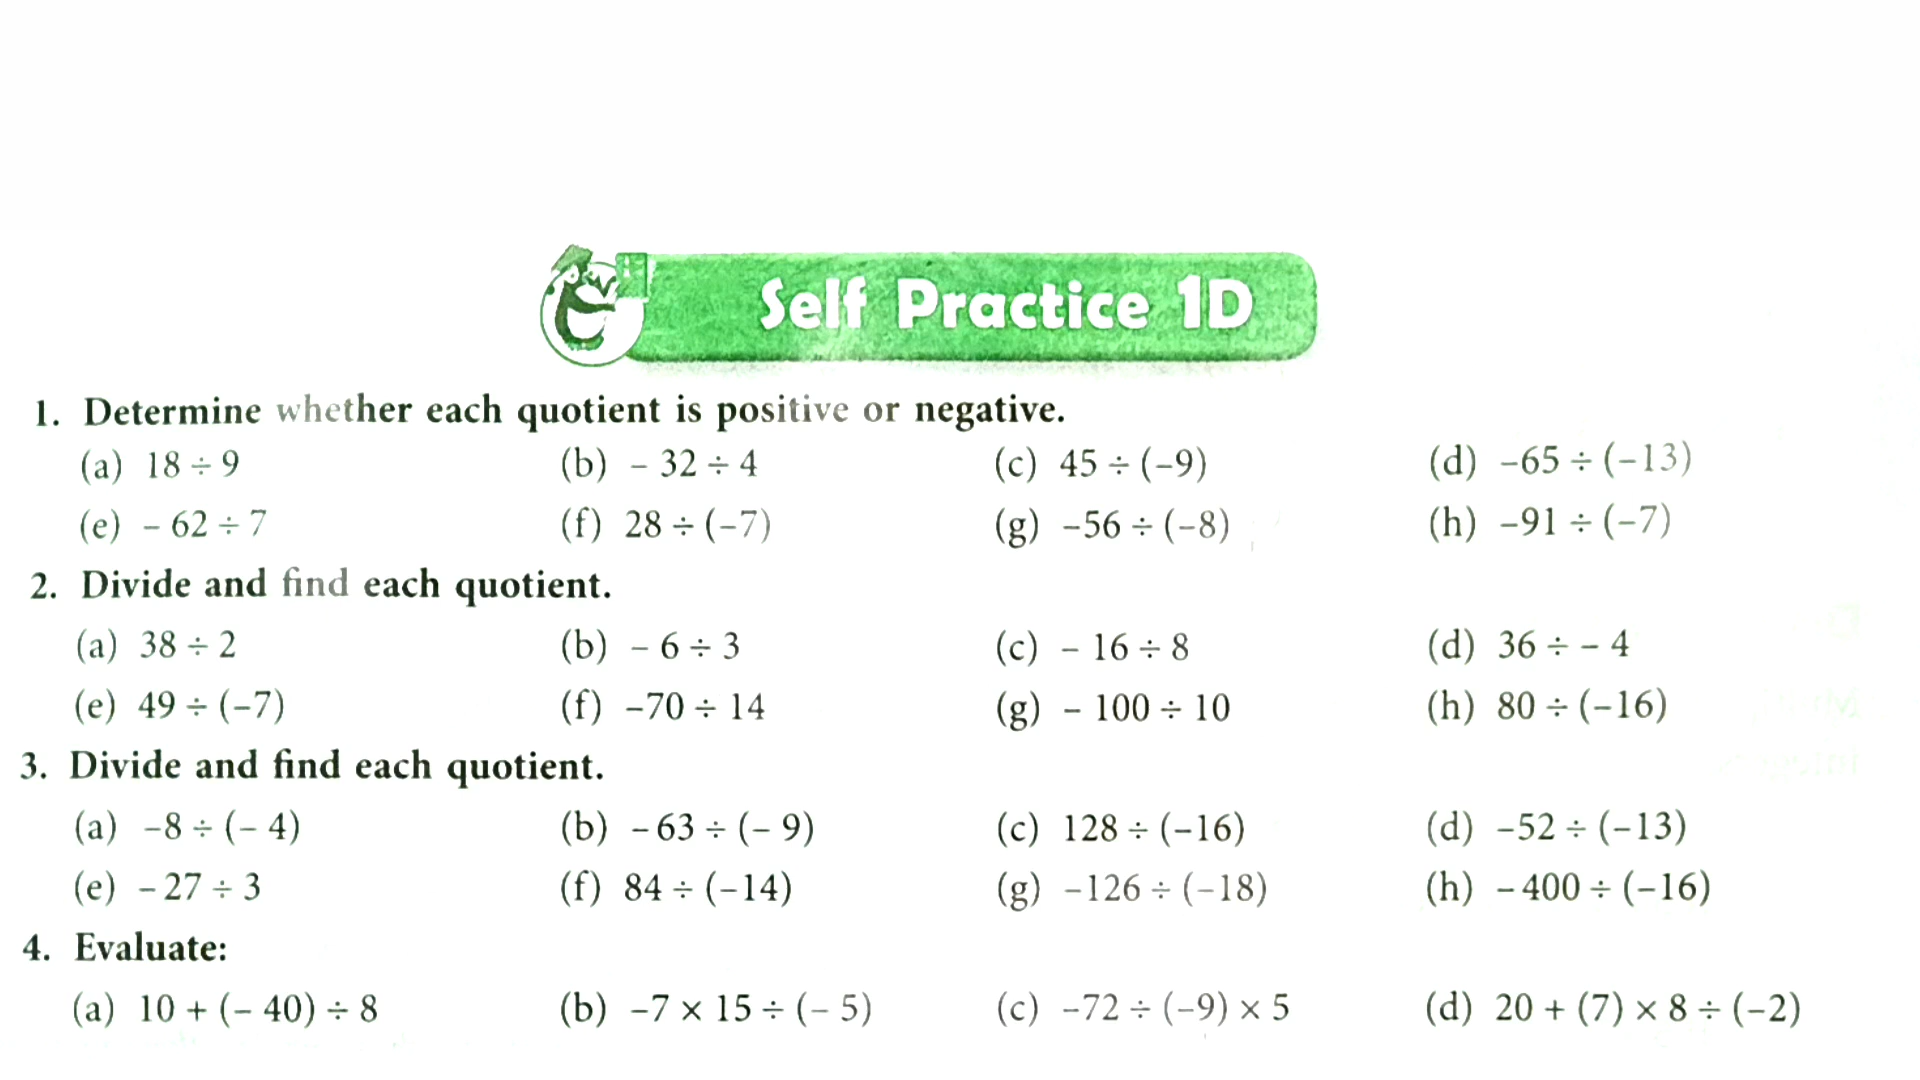 Self Practice 1D
1. Determine whether each quotient is positive or negative.
(a) 18 ÷ 9 (b) – 32 ÷ 4 (c) 45 ÷ (–9) (d) –65 ÷ (–13)
(e) – 62 ÷ 7 (f) 28 ÷ (–7) (g) –56 ÷ (–8) (h) –91 ÷ (–7)
2. Divide and find each quotient.
(a) 38 ÷ 2 (b) – 6 ÷ 3 (c) – 16 ÷ 8 (d) 36 ÷ – 4
(e) 49 ÷ (–7) (f) –70 ÷ 14 (g) – 100 ÷ 10 (h) 80 ÷ (–16)
3. Divide and find each quotient.
(a) –8 ÷ (– 4) (b) – 63 ÷ (– 9) (c) 128 ÷ (–16) (d) –52 ÷ (–13)
(e) – 27 ÷ 3 (f) 84 ÷ (–14) (g) –126 ÷ (–18) (h) – 400 ÷ (–16)
4. Evaluate:
(a) 10 + (– 40) ÷ 8 (b) –7 × 15 ÷ (– 5) (c) –72 ÷ (–9) × 5 (d) 20 + (7) × 8 ÷ (–2)